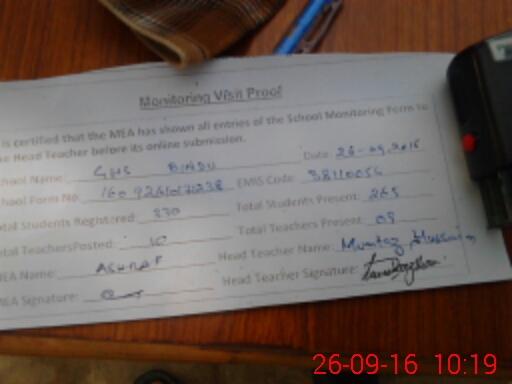 Monitoring Visit Proof
is certified that the MEA has shown all entries of the School Monitoring Form to
Head Teacher before its online submission.
School Name: GHS BINDU Date: 26-09-2016
School Form No: EMIS Code: 38110056
Total Students Registered: 330 Total Students Present: 265
Total Teachers Posted: 10 Total Teachers Present: 08
MEA Name: ASHRAF Head Teacher Name: Mumtaz Hussain
MEA Signature: Head Teacher Signature:
26-09-16 10:19